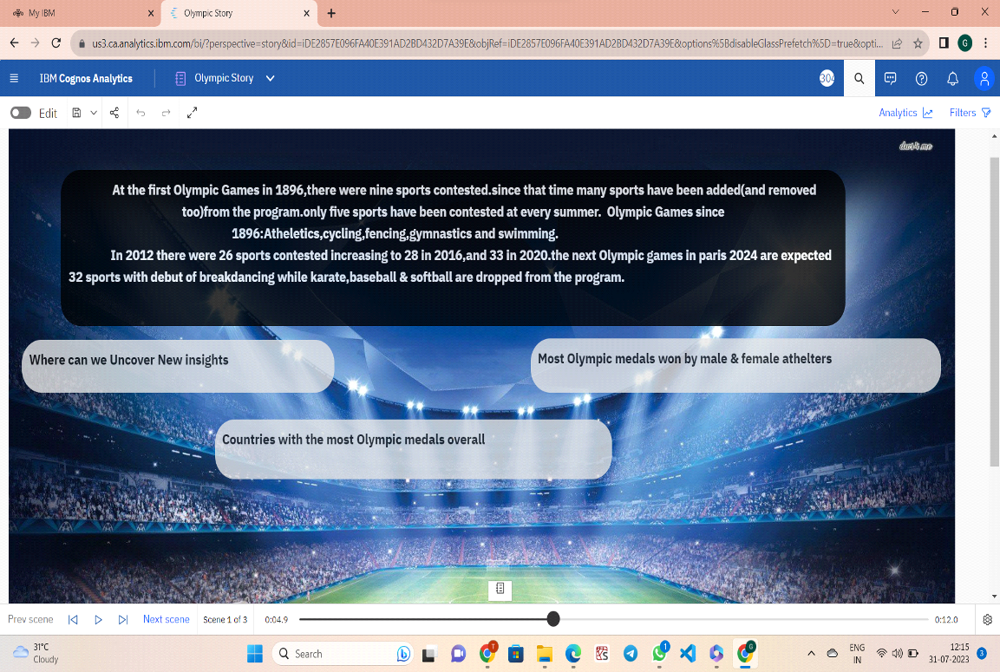 My IBM
Olympic Story
us3.ca.analytics.ibm.com/bi/?perspective=story&id=iDE2857E096FA40E391AD2BD432D7A39E&objRef=iDE2857E096FA40E391AD2BD432D7A39E&options%5BdisableGlassPrefetch%5D=true&opti...
G
IBM Cognos Analytics
Olympic Story
304
Edit
Analytics
Filters
At the first Olympic Games in 1896,there were nine sports contested.since that time many sports have been added(and removed
too)from the program.only five sports have been contested at every summer. Olympic Games since
1896:Atheletics,cycling,fencing,gymnastics and swimming.
In 2012 there were 26 sports contested increasing to 28 in 2016,and 33 in 2020.the next Olympic games in paris 2024 are expected
32 sports with debut of breakdancing while karate,baseball & softball are dropped from the program.
Where can we Uncover New insights
Most Olympic medals won by male & female athelters
Countries with the most Olympic medals overall
Prev scene
Next scene
Scene 1 of 3
0:04.9
0:12.0
31°C
Cloudy
Search
T
1
G
ENG
IN
12:15
31-07-2023
3